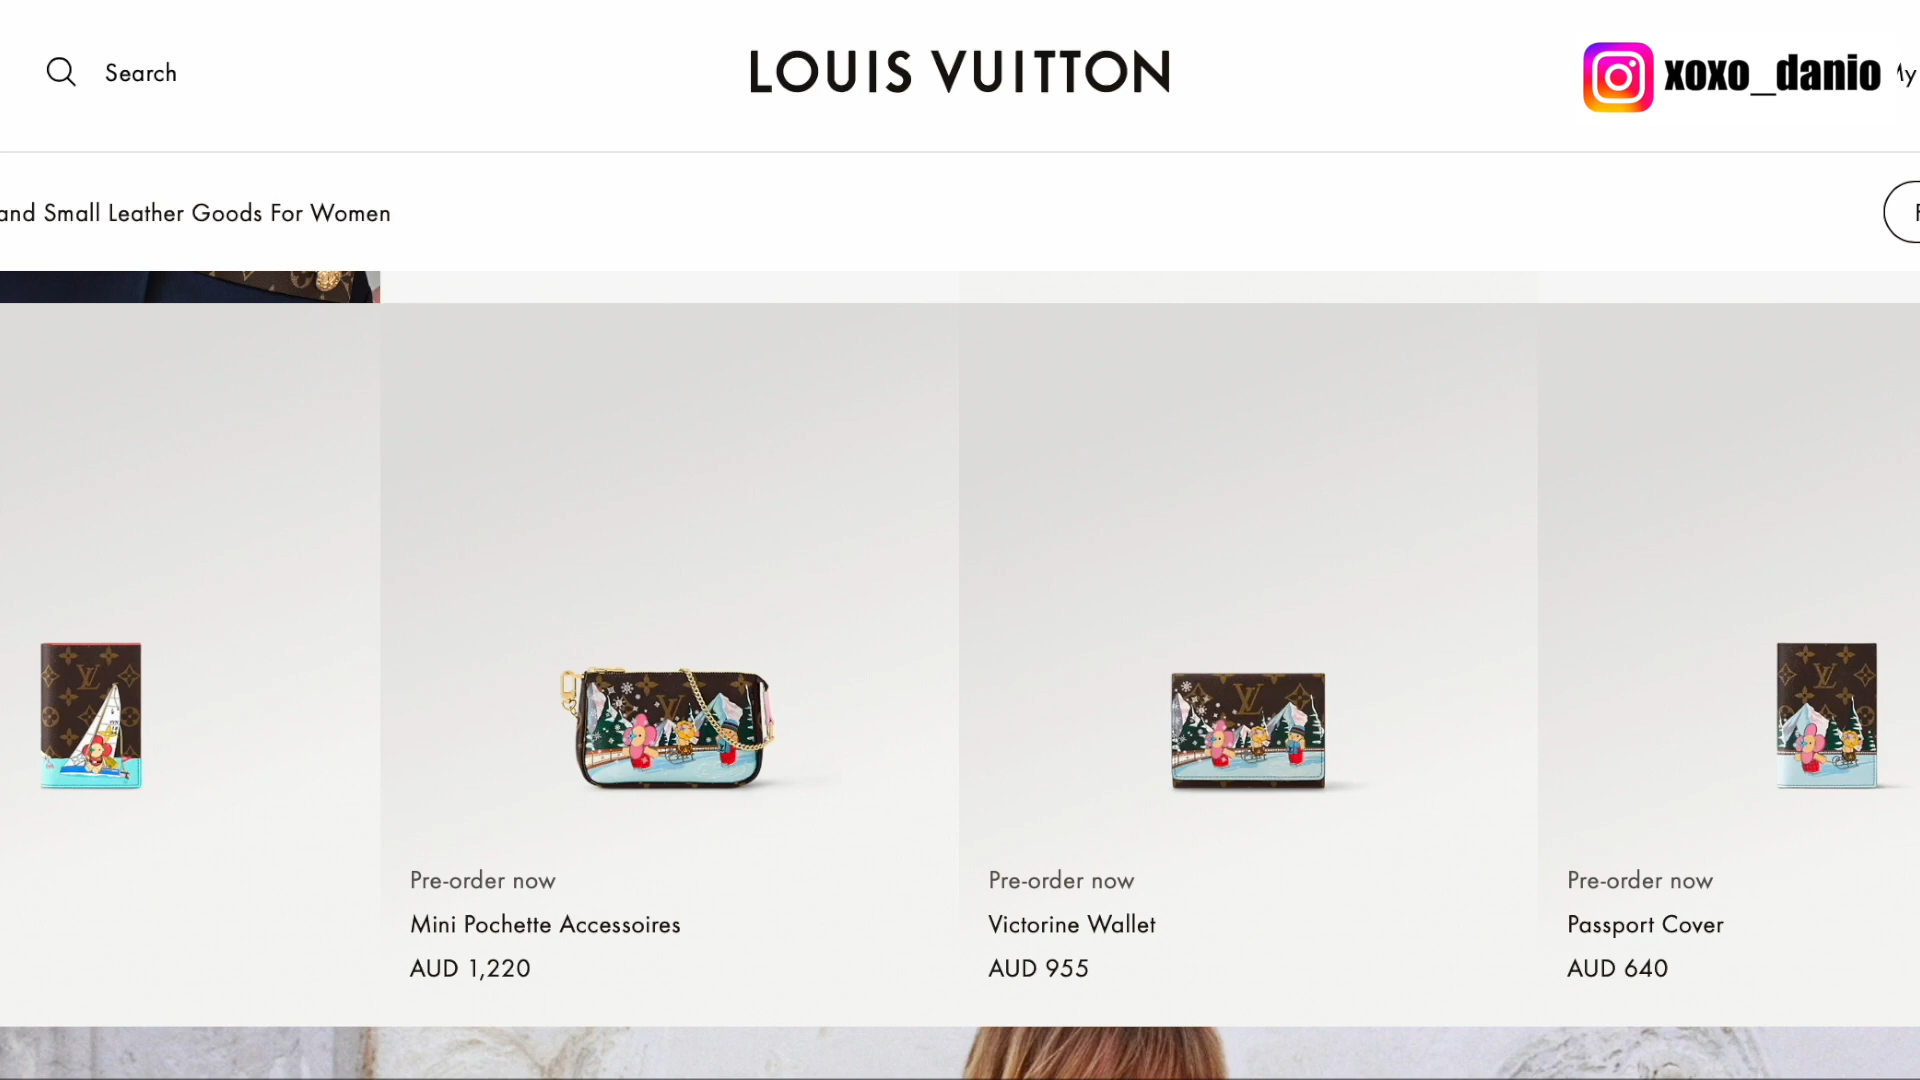 Search
LOUIS VUITTON
xoxo_danio
My
and Small Leather Goods For Women
Pre-order now
Mini Pochette Accessoires
AUD 1,220
Pre-order now
Victorine Wallet
AUD 955
Pre-order now
Passport Cover
AUD 640